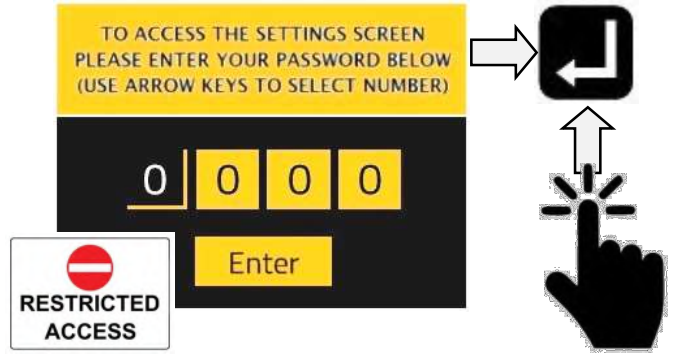 TO ACCESS THE SETTINGS SCREEN
PLEASE ENTER YOUR PASSWORD BELOW
(USE ARROW KEYS TO SELECT NUMBER)
0 0 0 0
Enter
RESTRICTED
ACCESS